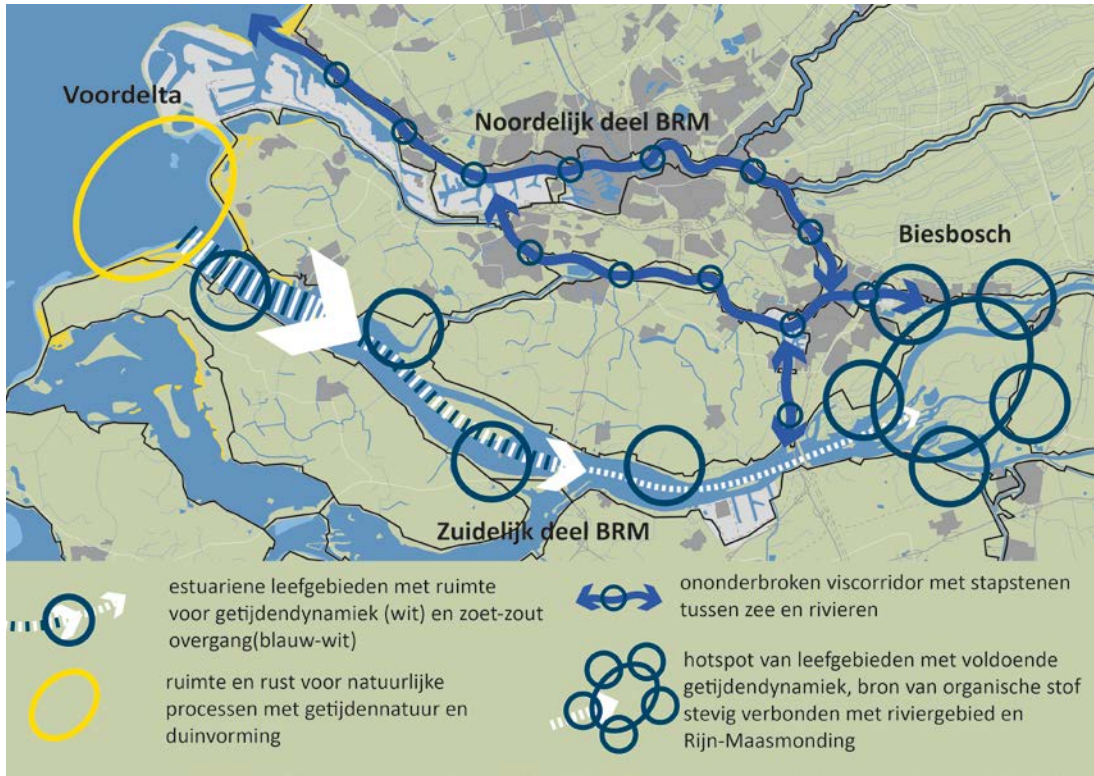 Voordelta
Noordelijk deel BRM
Biesbosch
Zuidelijk deel BRM
estuariene leefgebieden met ruimte
voor getijdendynamiek (wit) en zoet-zout
overgang(blauw-wit)
ruimte en rust voor natuurlijke
processen met getijdennatuur en
duinvorming
ononderbroken viscorridor met stapstenen
tussen zee en rivieren
hotspot van leefgebieden met voldoende
getijdendynamiek, bron van organische stof
stevig verbonden met riviergebied en
Rijn-Maasmonding